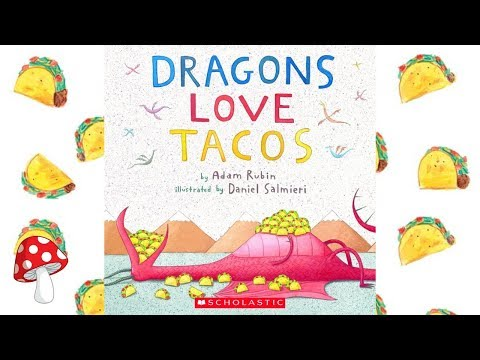 DRAGONS
LOVE
TACOS
by Adam Rubin
illustrated by Daniel Salmieri
SCHOLASTIC